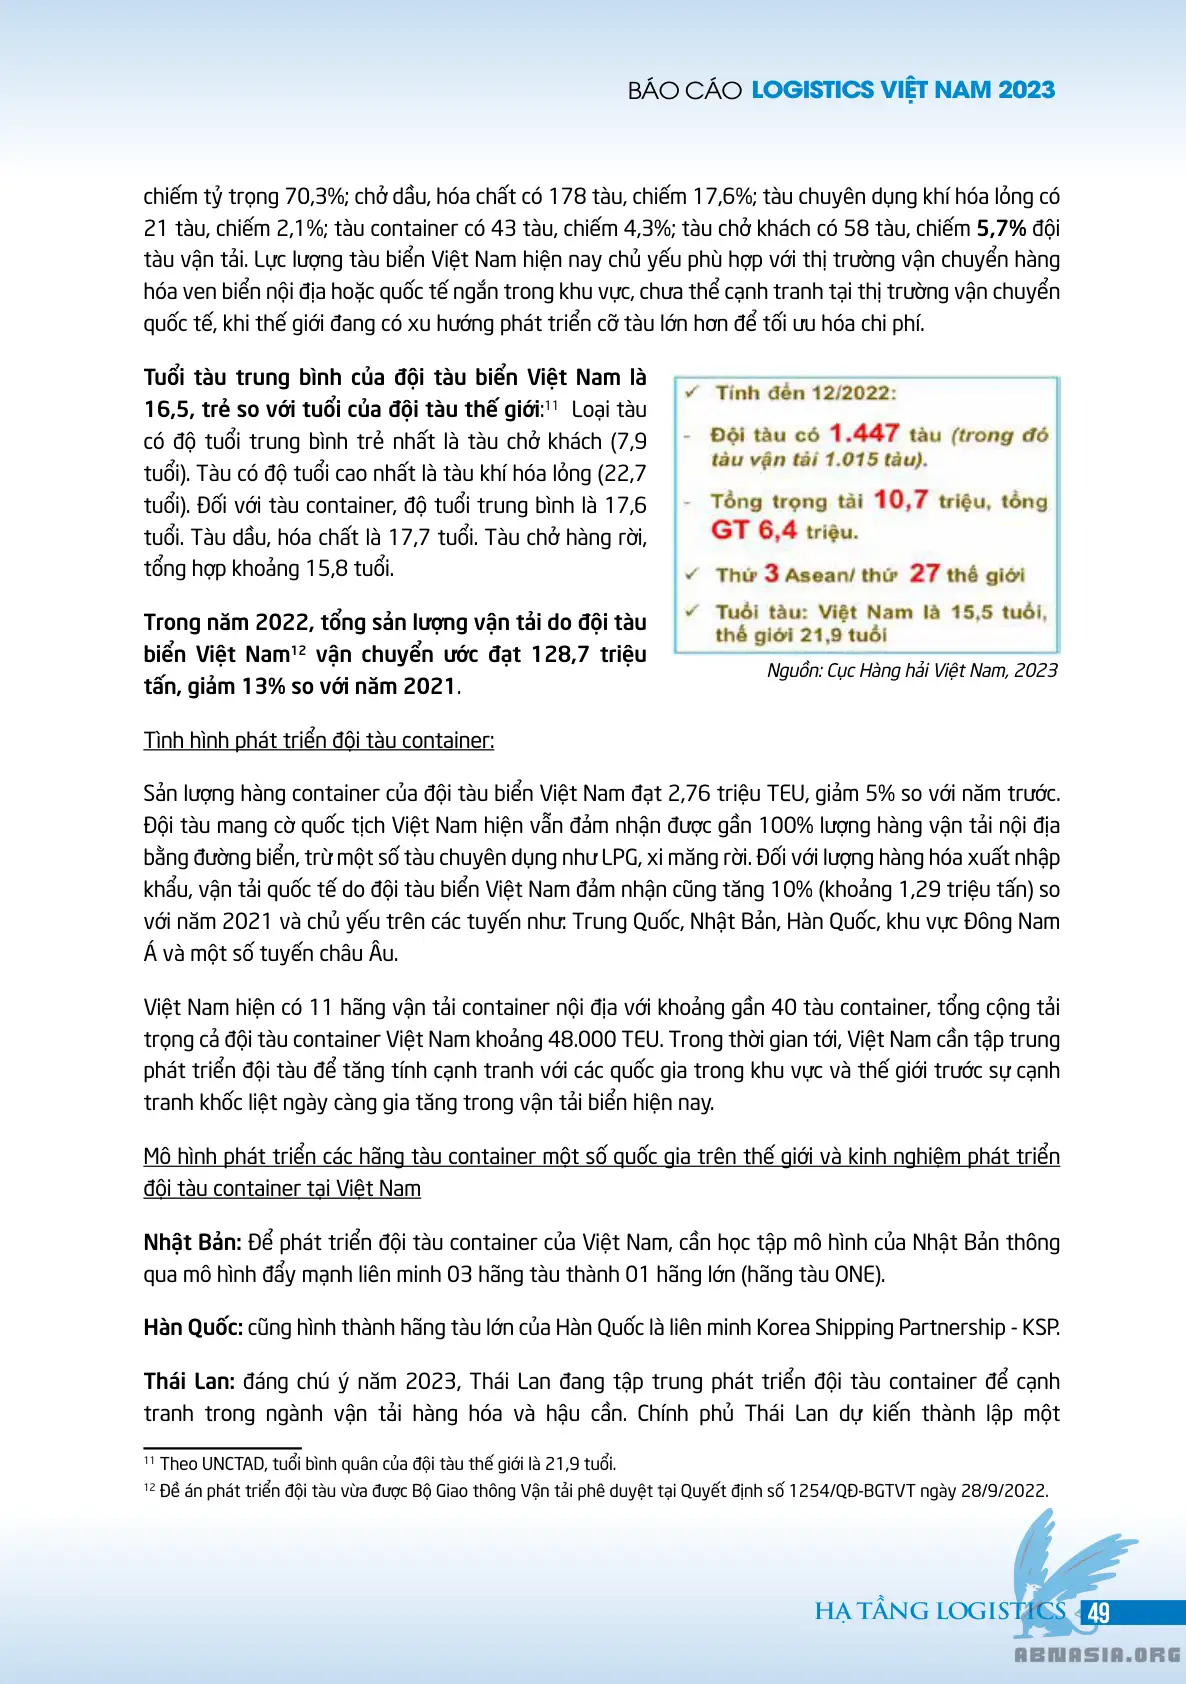 BÁO CÁO LOGISTICS VIỆT NAM 2023
chiếm tỷ trọng 70,3%; chở dầu, hóa chất có 178 tàu, chiếm 17,6%; tàu chuyên dụng khí hóa lỏng có
21 tàu, chiếm 2,1%; tàu container có 43 tàu, chiếm 4,3%; tàu chở khách có 58 tàu, chiếm 5,7% đội
tàu vận tải. Lực lượng tàu biển Việt Nam hiện nay chủ yếu phù hợp với thị trường vận chuyển hàng
hóa ven biển nội địa hoặc quốc tế ngắn trong khu vực, chưa thể cạnh tranh tại thị trường vận chuyển
quốc tế, khi thế giới đang có xu hướng phát triển cỡ tàu lớn hơn để tối ưu hóa chi phí.
Tuổi tàu trung bình của đội tàu biển Việt Nam là
16,5, trẻ so với tuổi của đội tàu thế giới:11 Loại tàu
có độ tuổi trung bình trẻ nhất là tàu chở khách (7,9
tuổi). Tàu có độ tuổi cao nhất là tàu khí hóa lỏng (22,7
tuổi). Đối với tàu container, độ tuổi trung bình là 17,6
tuổi. Tàu dầu, hóa chất là 17,7 tuổi. Tàu chở hàng rời,
tổng hợp khoảng 15,8 tuổi.
Trong năm 2022, tổng sản lượng vận tải do đội tàu
biển Việt Nam12 vận chuyển ước đạt 128,7 triệu
tấn, giảm 13% so với năm 2021.
✓ Tính đến 12/2022:
- Đội tàu có 1.447 tàu (trong đó
tàu vận tải 1.015 tàu).
- Tổng trọng tải 10,7 triệu, tổng
GT 6,4 triệu.
✓ Thứ 3 Asean/ thứ 27 thế giới
✓ Tuổi tàu: Việt Nam là 15,5 tuổi,
thế giới 21,9 tuổi
Nguồn: Cục Hàng hải Việt Nam, 2023
Tình hình phát triển đội tàu container:
Sản lượng hàng container của đội tàu biển Việt Nam đạt 2,76 triệu TEU, giảm 5% so với năm trước.
Đội tàu mang cờ quốc tịch Việt Nam hiện vẫn đảm nhận được gần 100% lượng hàng vận tải nội địa
bằng đường biển, trừ một số tàu chuyên dụng như LPG, xi măng rời. Đối với lượng hàng hóa xuất nhập
khẩu, vận tải quốc tế do đội tàu biển Việt Nam đảm nhận cũng tăng 10% (khoảng 1,29 triệu tấn) so
với năm 2021 và chủ yếu trên các tuyến như: Trung Quốc, Nhật Bản, Hàn Quốc, khu vực Đông Nam
Á và một số tuyến châu Âu.
Việt Nam hiện có 11 hãng vận tải container nội địa với khoảng gần 40 tàu container, tổng cộng tải
trọng cả đội tàu container Việt Nam khoảng 48.000 TEU. Trong thời gian tới, Việt Nam cần tập trung
phát triển đội tàu để tăng tính cạnh tranh với các quốc gia trong khu vực và thế giới trước sự cạnh
tranh khốc liệt ngày càng gia tăng trong vận tải biển hiện nay.
Mô hình phát triển các hãng tàu container một số quốc gia trên thế giới và kinh nghiệm phát triển
đội tàu container tại Việt Nam
Nhật Bản: Để phát triển đội tàu container của Việt Nam, cần học tập mô hình của Nhật Bản thông
qua mô hình đẩy mạnh liên minh 03 hãng tàu thành 01 hãng lớn (hãng tàu ONE).
Hàn Quốc: cũng hình thành hãng tàu lớn của Hàn Quốc là liên minh Korea Shipping Partnership - KSP.
Thái Lan: đáng chú ý năm 2023, Thái Lan đang tập trung phát triển đội tàu container để cạnh
tranh trong ngành vận tải hàng hóa và hậu cần. Chính phủ Thái Lan dự kiến thành lập một
11 Theo UNCTAD, tuổi bình quân của đội tàu thế giới là 21,9 tuổi.
12 Đề án phát triển đội tàu vừa được Bộ Giao thông Vận tải phê duyệt tại Quyết định số 1254/QĐ-BGTVT ngày 28/9/2022.
HẠ TẦNG LOGISTICS 49
ABNASIA.ORG